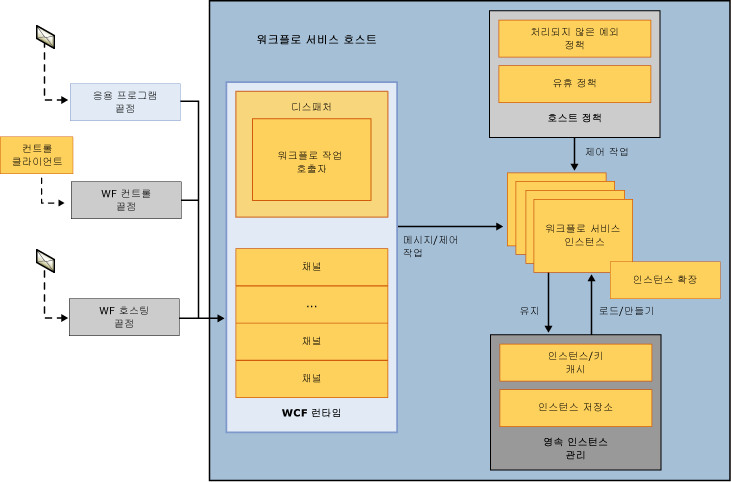 워크플로 서비스 호스트
응용 프로그램
끝점
컨트롤
클라이언트
WF 컨트롤
끝점
WF 호스팅
끝점
디스패처
워크플로 작업
호출자
채널
...
채널
채널
WCF 런타임
메시지/제어
작업
처리되지 않은 예외
정책
유휴 정책
호스트 정책
제어 작업
워크플로 서비스
인스턴스
인스턴스 확장
유지
로드/만들기
인스턴스/키
캐시
인스턴스 저장소
영속 인스턴스
관리